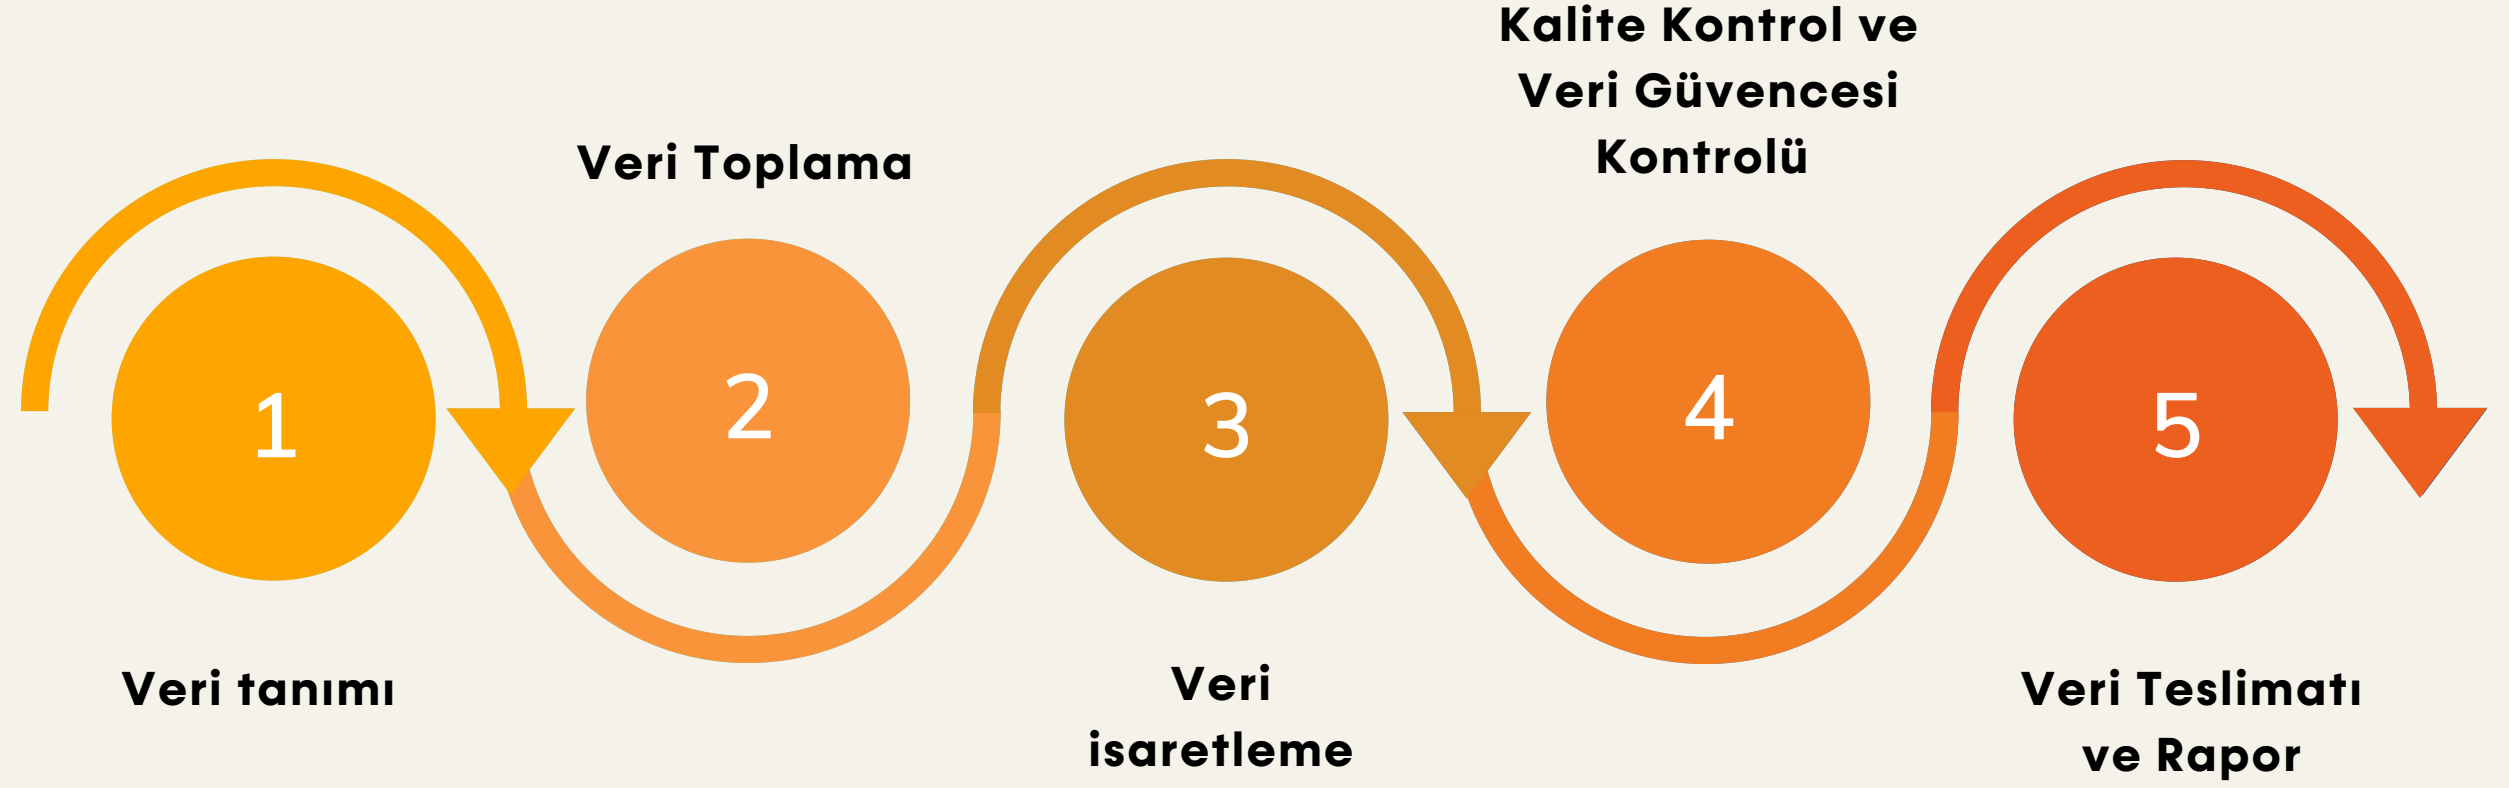 1
Veri tanımı
Veri Toplama
2
3
Veri
isaretleme
Kalite Kontrol ve
Veri Güvencesi
Kontrolü
4
5
Veri Teslimatı
ve Rapor